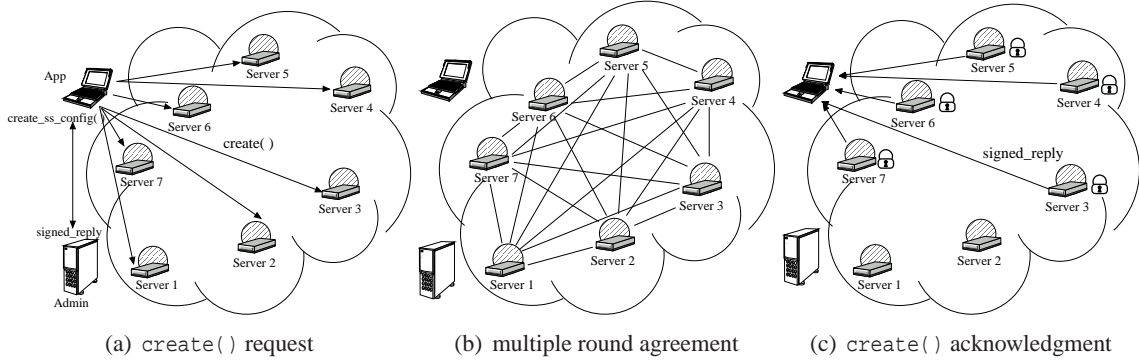 App
create_ss_config( )
signed_reply
Admin
create( )
Server 5
Server 4
Server 6
Server 7
Server 3
Server 2
Server 1
(a) create() request
Server 5
Server 4
Server 6
Server 7
Server 3
Server 2
Server 1
(b) multiple round agreement
Server 5
Server 4
Server 6
signed_reply
Server 7
Server 3
Server 2
Server 1
(c) create() acknowledgment